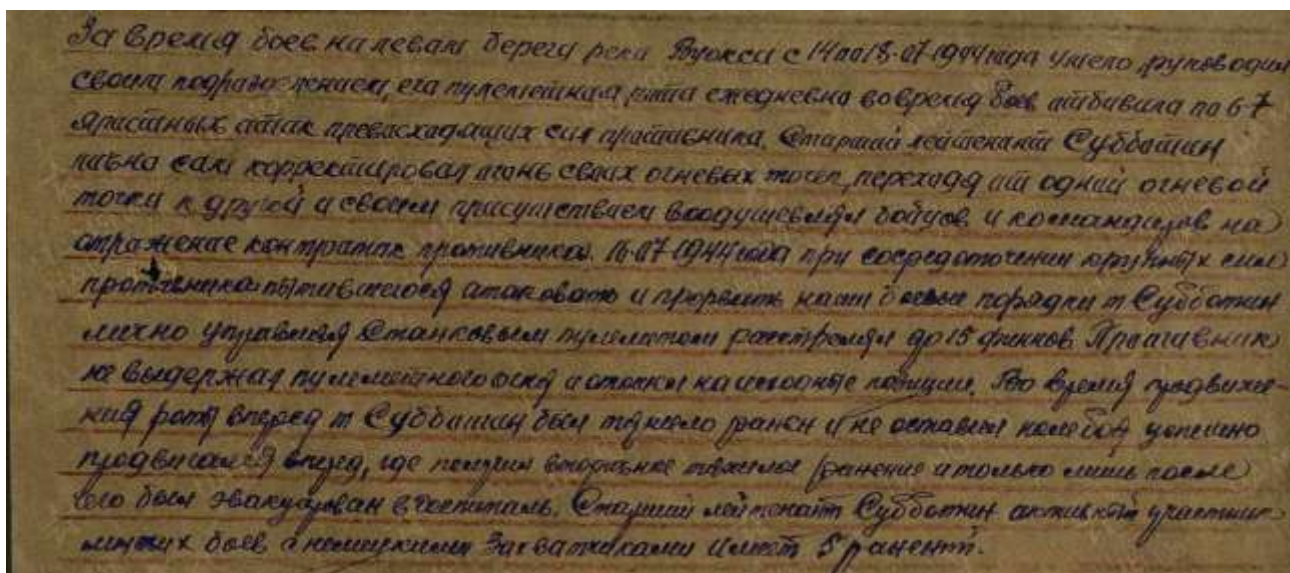 За время боев на левам берегу реки Вуокси с 14 по 18-07-1944 года умело руководил
своим подразделением, его пулеметная рота ежедневно во время боев отбивала по 6-7
яростных атак превасходящих сил противника. Старший лейтенант Субботин
сам корректировал огонь своих огневых точек, переходя от одной огневой
точки к другой и своим присутствием воодушевлял бойцов и командиров на
отражение контратак противника. 16-07-1944 года при сосредоточении крупных сил
противника пытавшегося атаковать и прорвать наши боевые порядки т Субботин
лично управляя Станковым пулеметом расстрелял до 15 финнов. Противник
не выдержал пулеметного огня и отошел на исходные позиции. Во время продвиже-
ния роты вперед т Субботин был тяжело ранен и не оставил поле боя успешно
продвигался вперед, где получил тяжелое ранение и только лишь после
его был эвакуирован в госпиталь. Старший лейтенант Субботин активный участник
многих боев с немецкими Захватчиками имеет 5 ранений.